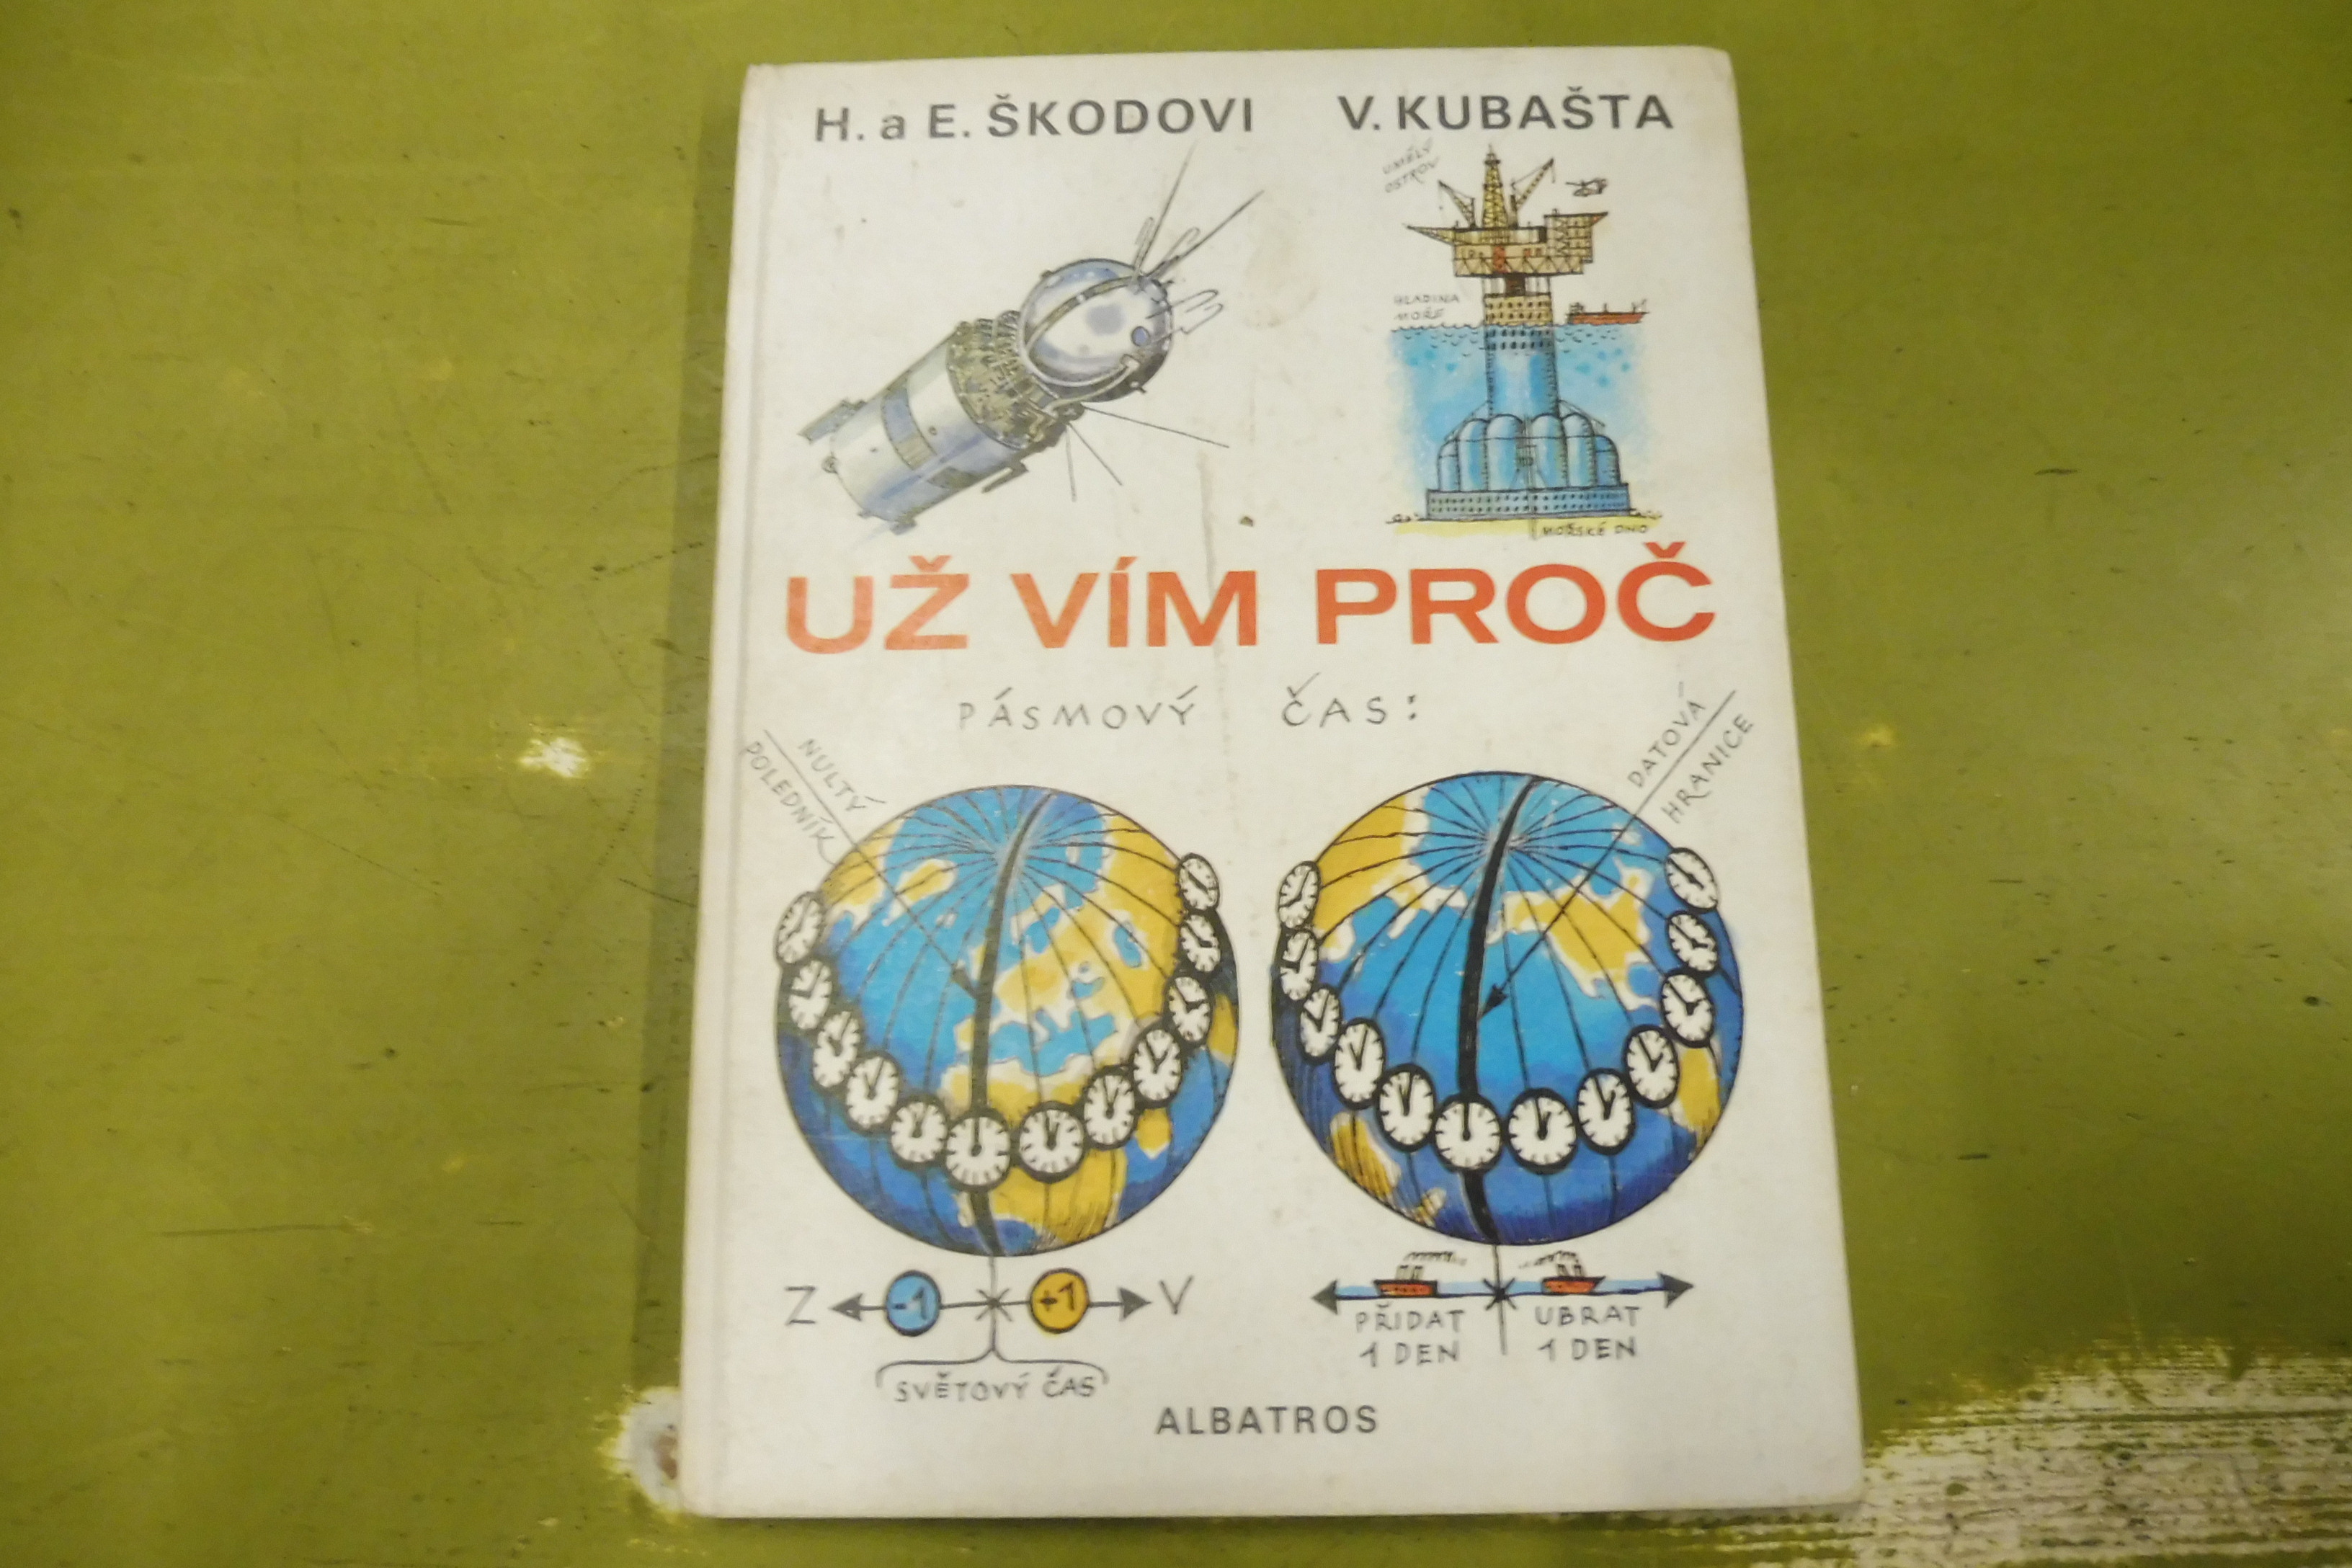 H. a E. ŠKODOVI
V. KUBAŠTA
UMĚLÝ
OSTROV
HLADINA
MOŘE
MOŘSKÉ DNO
UŽ VÍM PROČ
PÁSMOVÝ ČAS:
NULTÝ
POLEDNÍK
DATOVÁ
HRANICE
Z -1 +1 V
SVĚTOVÝ ČAS
PŘIDAT
1 DEN
UBRAT
1 DEN
ALBATROS